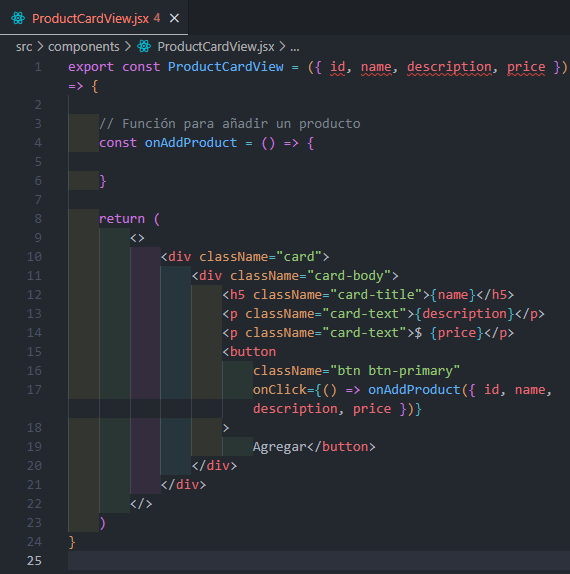 ProductCardView.jsx 4 ×
src > components > ProductCardView.jsx > ...
1 export const ProductCardView = ({ id, name, description, price })
=> {
2
3 // Función para añadir un producto
4 const onAddProduct = () => {
5
6 }
7
8 return (
9 <>
10 <div className="card">
11 <div className="card-body">
12 <h5 className="card-title">{name}</h5>
13 <p className="card-text">{description}</p>
14 <p className="card-text">$ {price}</p>
15 <button
16 className="btn btn-primary"
17 onClick={() => onAddProduct({ id, name,
description, price })}
18 >
19 Agregar</button>
20 </div>
21 </div>
22 </>
23 )
24 }
25